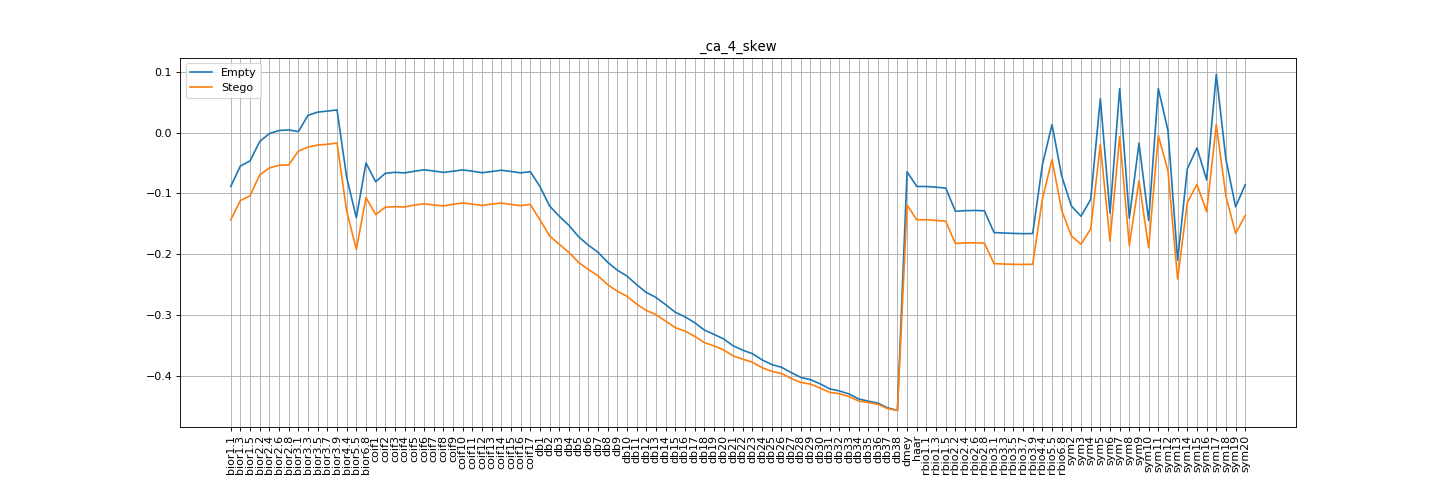 _ca_4_skew
Empty
Stego
0.1
0.0
−0.1
−0.2
−0.3
−0.4
bior1.1
bior1.3
bior1.5
bior2.2
bior2.4
bior2.6
bior2.8
bior3.1
bior3.3
bior3.5
bior3.7
bior3.9
bior4.4
bior5.5
bior6.8
coif1
coif2
coif3
coif4
coif5
coif6
coif7
coif8
coif9
coif10
coif11
coif12
coif13
coif14
coif15
coif16
coif17
db1
db2
db3
db4
db5
db6
db7
db8
db9
db10
db11
db12
db13
db14
db15
db16
db17
db18
db19
db20
db21
db22
db23
db24
db25
db26
db27
db28
db29
db30
db31
db32
db33
db34
db35
db36
db37
db38
dmey
haar
rbio1.1
rbio1.3
rbio1.5
rbio2.2
rbio2.4
rbio2.6
rbio2.8
rbio3.1
rbio3.3
rbio3.5
rbio3.7
rbio3.9
rbio4.4
rbio5.5
rbio6.8
sym2
sym3
sym4
sym5
sym6
sym7
sym8
sym9
sym10
sym11
sym12
sym13
sym14
sym15
sym16
sym17
sym18
sym19
sym20